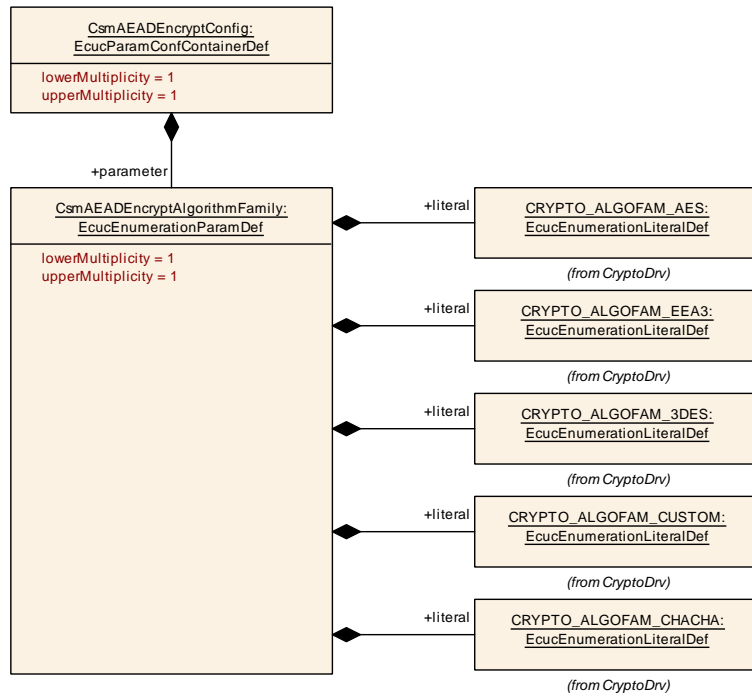 CsmAEADEncryptConfig:
EcucParamConfContainerDef
lowerMultiplicity = 1
upperMultiplicity = 1
+parameter
CsmAEADEncryptAlgorithmFamily:
EcucEnumerationParamDef
lowerMultiplicity = 1
upperMultiplicity = 1
+literal
CRYPTO_ALGOFAM_AES:
EcucEnumerationLiteralDef
(from CryptoDrv)
+literal
CRYPTO_ALGOFAM_EEA3:
EcucEnumerationLiteralDef
(from CryptoDrv)
+literal
CRYPTO_ALGOFAM_3DES:
EcucEnumerationLiteralDef
(from CryptoDrv)
+literal
CRYPTO_ALGOFAM_CUSTOM:
EcucEnumerationLiteralDef
(from CryptoDrv)
+literal
CRYPTO_ALGOFAM_CHACHA:
EcucEnumerationLiteralDef
(from CryptoDrv)